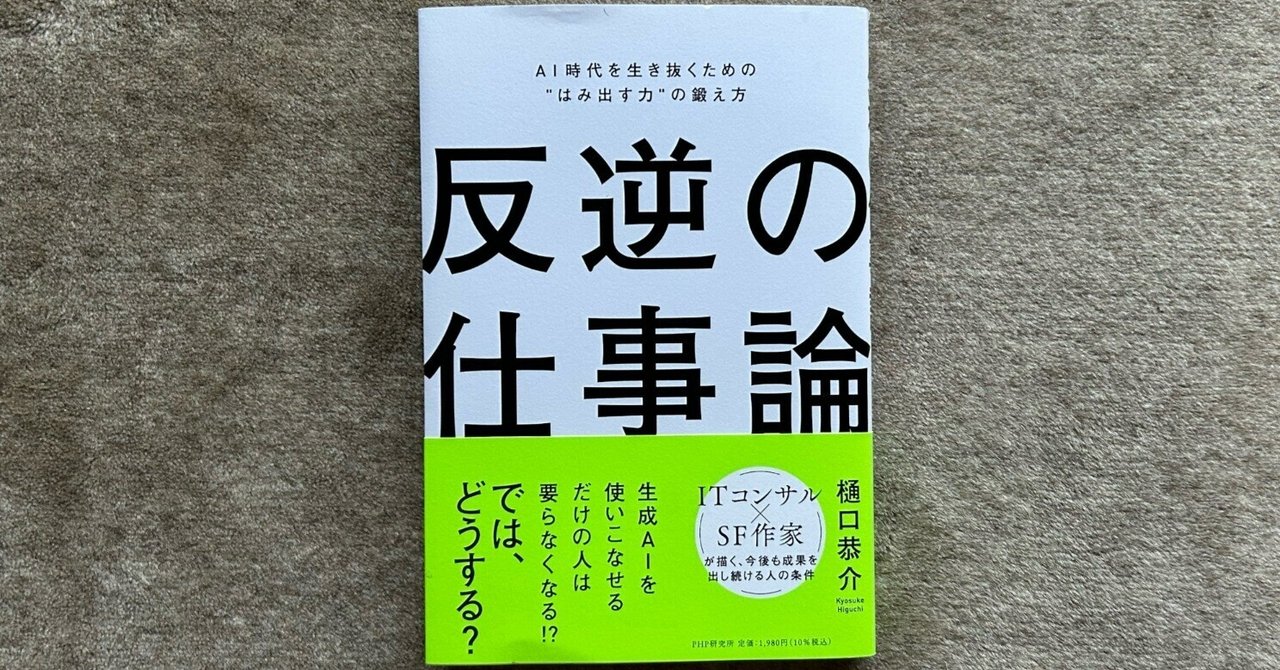 AI時代を生き抜くための
"はみ出す力"の鍛え方
反逆の
仕事論
樋口恭介
Kyosuke
Higuchi
ITコンサル
×
SF作家
が描く、今後も成果を
出し続ける人の条件
生成AIを
使いこなせる
だけの人は
要らなくなる!?
では、
どうする?
PHP研究所 定価:1,980円(10%税込)